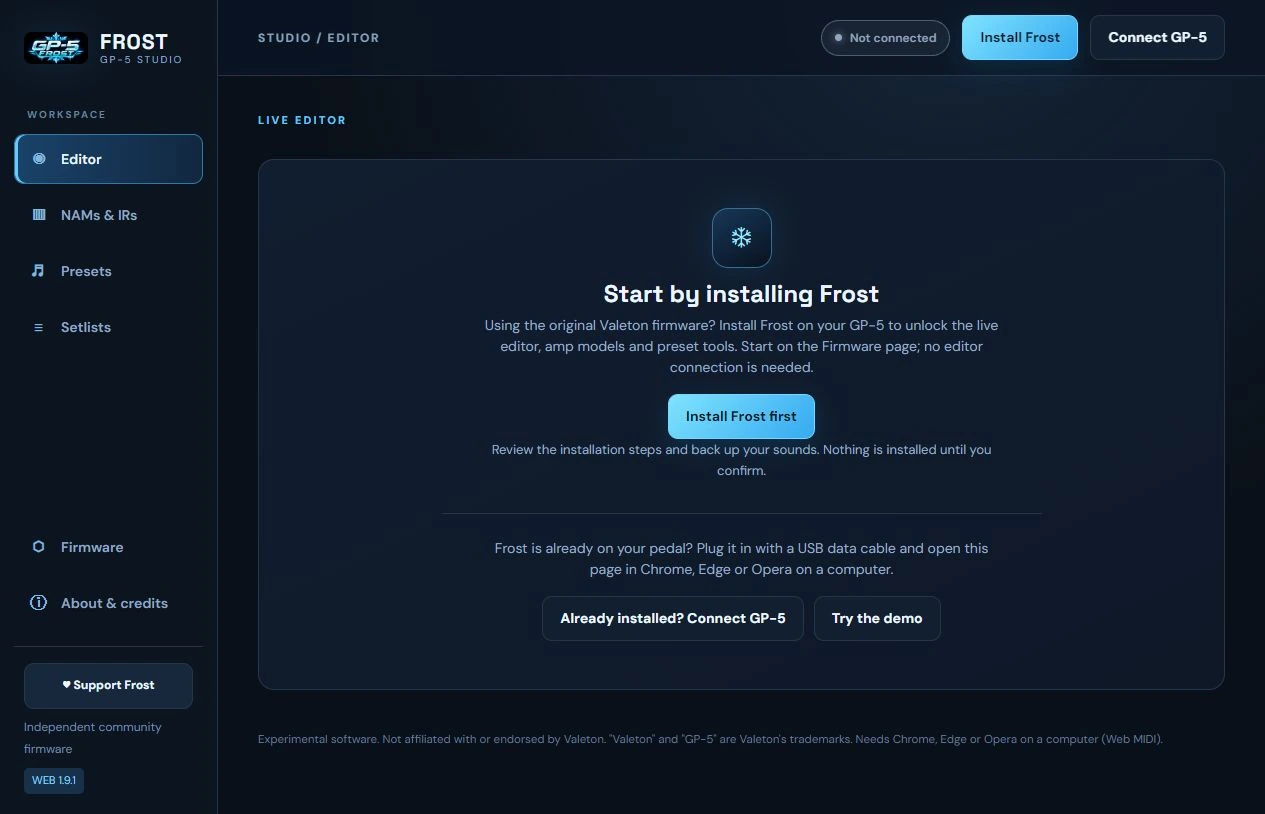 GP-5
FROST
FROST
GP-5 STUDIO
WORKSPACE
Editor
NAMs & IRs
Presets
Setlists
Firmware
About & credits
♥ Support Frost
Independent community
firmware
WEB 1.9.1
STUDIO / EDITOR
Not connected
Install Frost
Connect GP-5
LIVE EDITOR
Start by installing Frost
Using the original Valeton firmware? Install Frost on your GP-5 to unlock the live
editor, amp models and preset tools. Start on the Firmware page; no editor
connection is needed.
Install Frost first
Review the installation steps and back up your sounds. Nothing is installed until you
confirm.
Frost is already on your pedal? Plug it in with a USB data cable and open this
page in Chrome, Edge or Opera on a computer.
Already installed? Connect GP-5
Try the demo
Experimental software. Not affiliated with or endorsed by Valeton. "Valeton" and "GP-5" are Valeton's trademarks. Needs Chrome, Edge or Opera on a computer (Web MIDI).